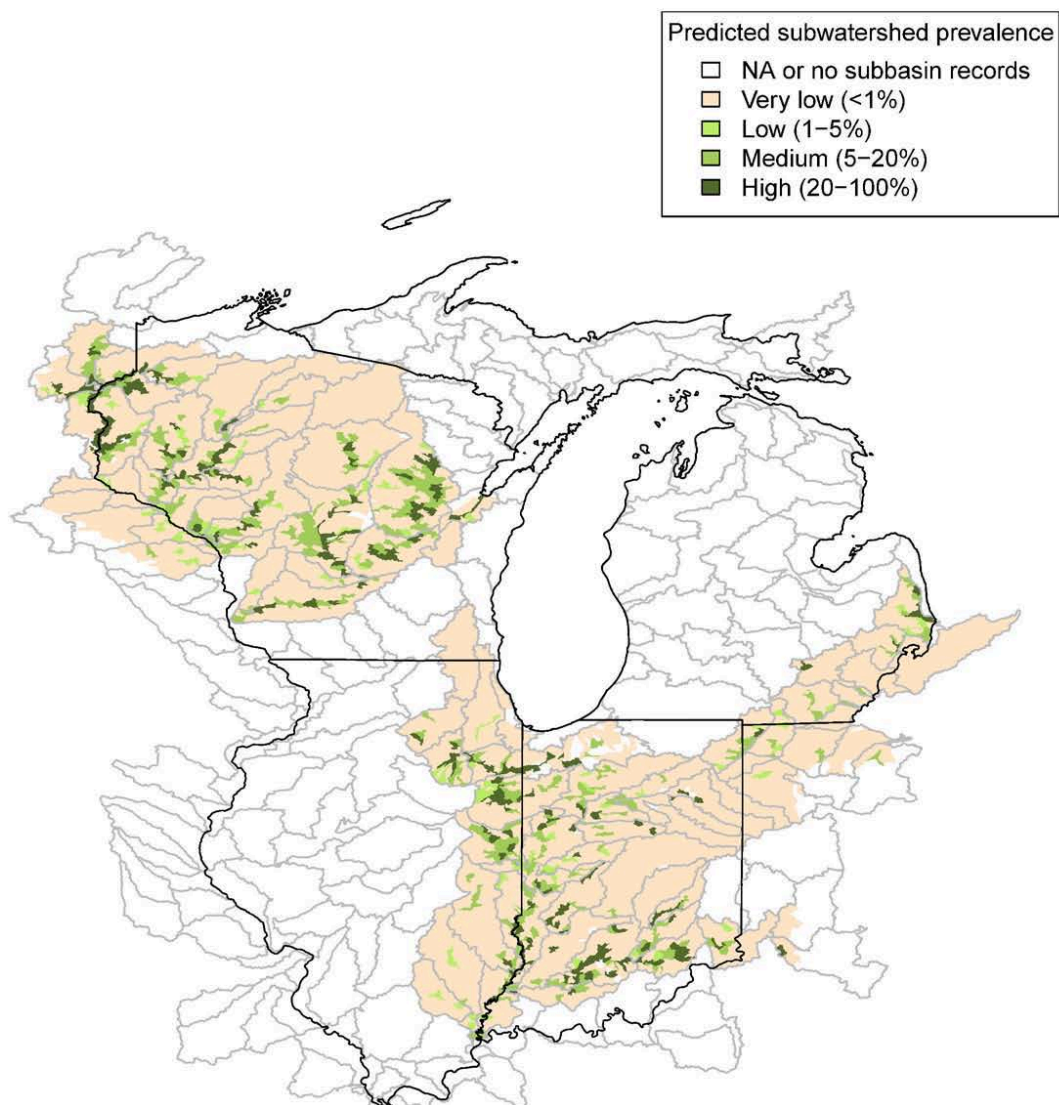 Predicted subwatershed prevalence
NA or no subbasin records
Very low (<1%)
Low (1−5%)
Medium (5−20%)
High (20−100%)